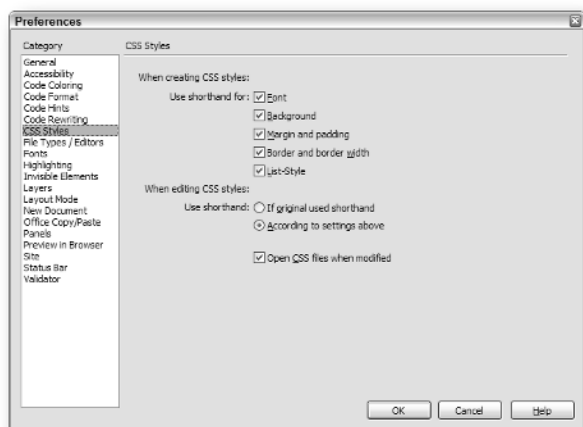 Preferences
Category
General
Accessibility
Code Coloring
Code Format
Code Hints
Code Rewriting
CSS Styles
File Types / Editors
Fonts
Highlighting
Invisible Elements
Layers
Layout Mode
New Document
Office Copy/Paste
Panels
Preview in Browser
Site
Status Bar
Validator
CSS Styles
When creating CSS styles:
Use shorthand for: Font
Background
Margin and padding
Border and border width
List-Style
When editing CSS styles:
Use shorthand: If original used shorthand
According to settings above
Open CSS files when modified
OK Cancel Help